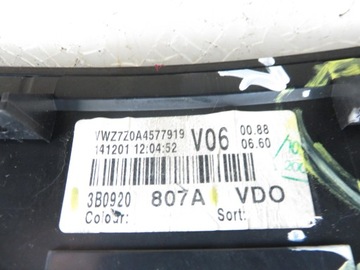 VWZ7Z0A4577919 V06 00.88
141201 12:04:52 06.60
3B0920 807A VDO
Colour: Sort: